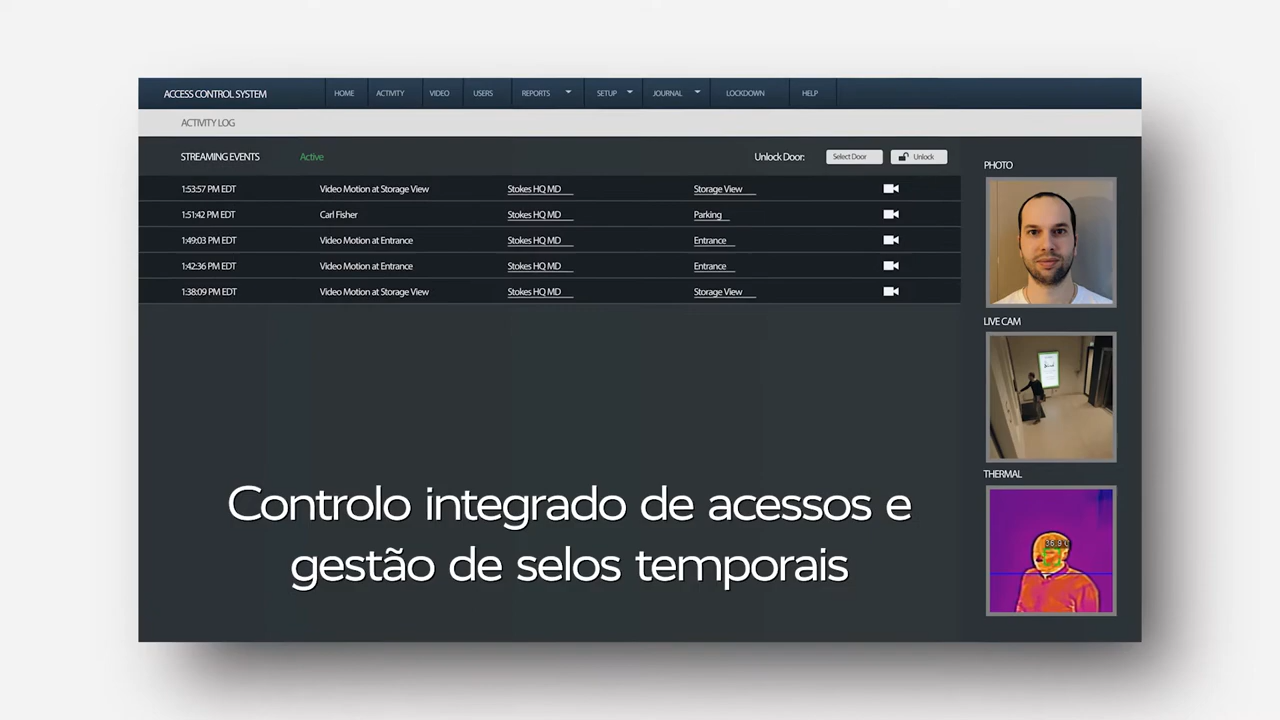 ACCESS CONTROL SYSTEM HOME ACTIVITY VIDEO USERS REPORTS SETUP JOURNAL LOCKDOWN HELP
ACTIVITY LOG
STREAMING EVENTS Active Unlock Door: Select Door Unlock
1:53:57 PM EDT Video Motion at Storage View Stokes HQ MD Storage View
1:51:42 PM EDT Carl Fisher Stokes HQ MD Parking
1:49:03 PM EDT Video Motion at Entrance Stokes HQ MD Entrance
1:42:36 PM EDT Video Motion at Entrance Stokes HQ MD Entrance
1:38:09 PM EDT Video Motion at Storage View Stokes HQ MD Storage View
PHOTO
LIVE CAM
THERMAL
Controlo integrado de acessos e
gestão de selos temporais